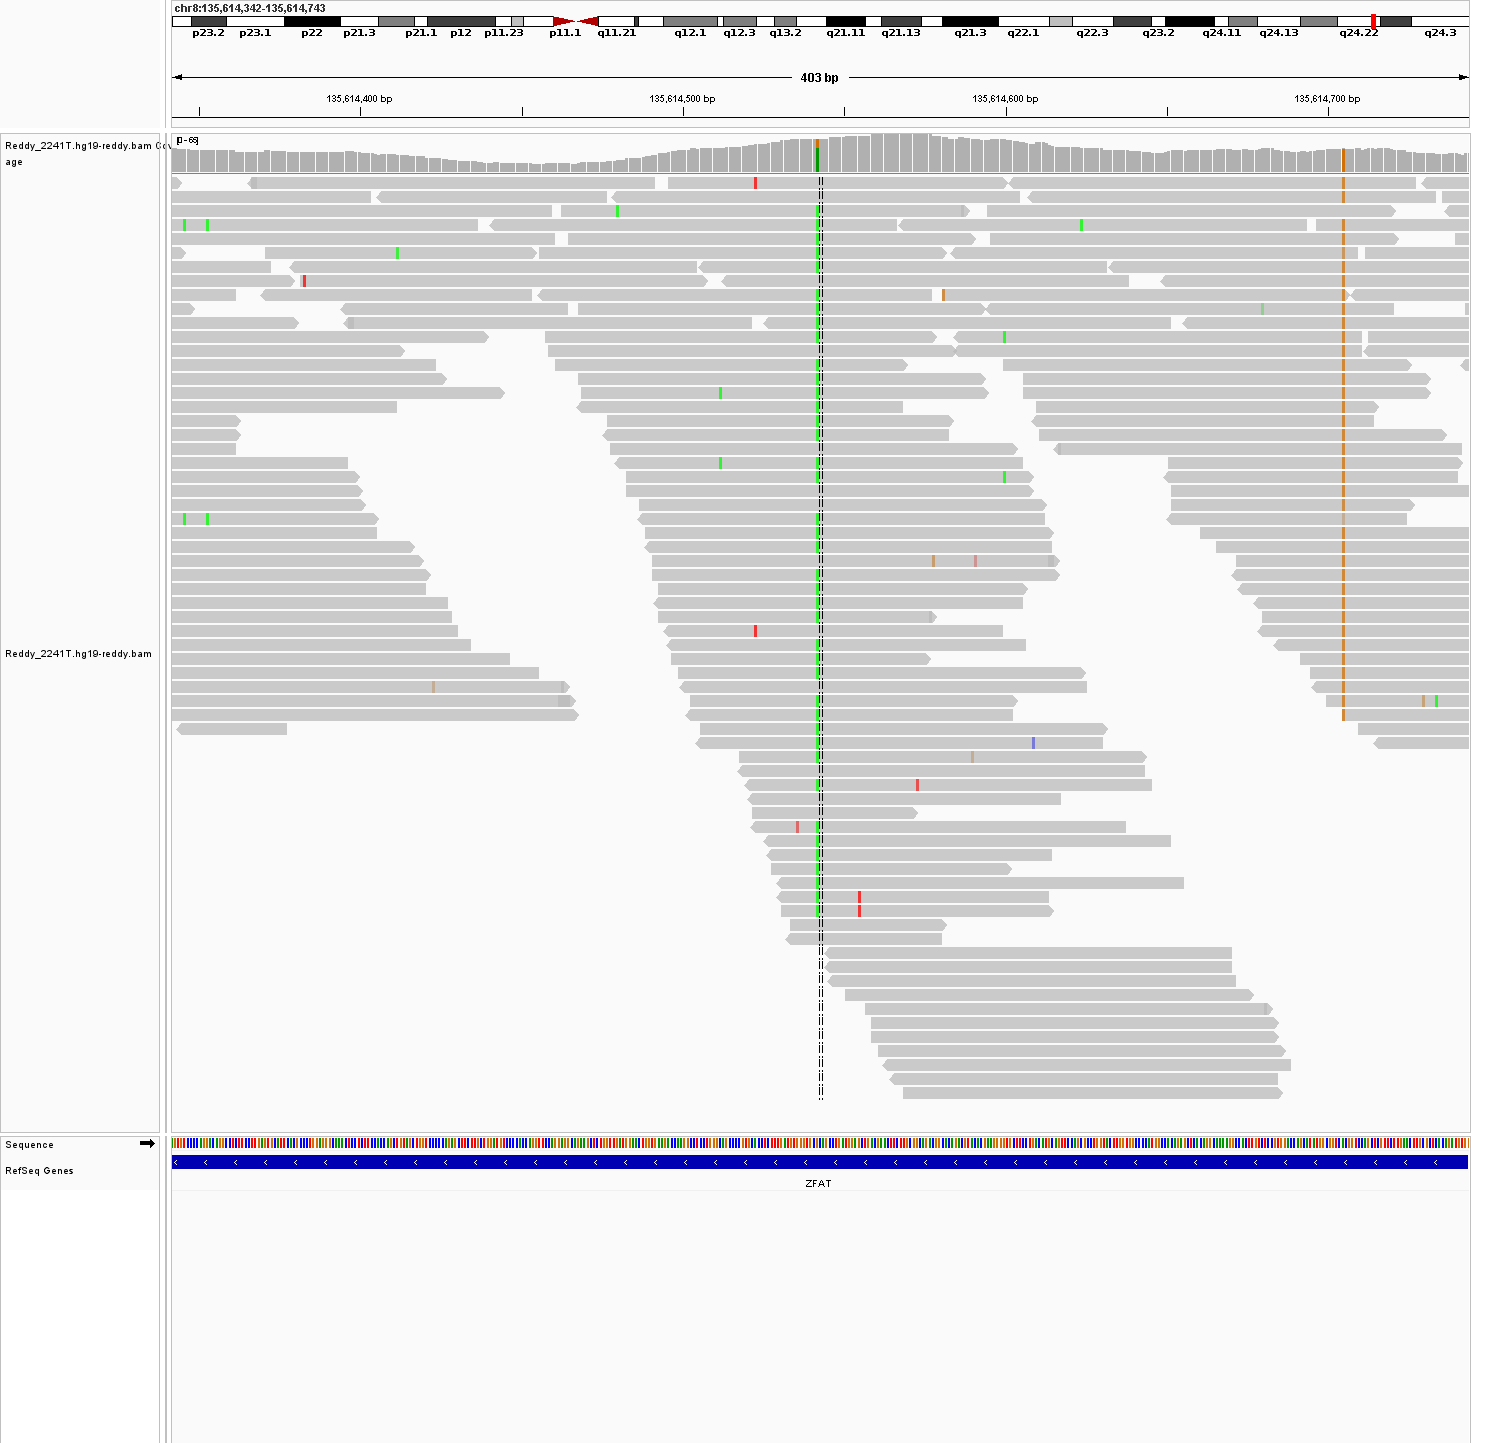 chr8:135,614,342-135,614,743
p23.2 p23.1 p22 p21.3 p21.1 p12 p11.23 p11.1 q11.21 q12.1 q12.3 q13.2 q21.11 q21.13 q21.3 q22.1 q22.3 q23.2 q24.11 q24.13 q24.22 q24.3
403 bp
135,614,400 bp 135,614,500 bp 135,614,600 bp 135,614,700 bp
Reddy_2241T.hg19-reddy.bam Cov
age
Reddy_2241T.hg19-reddy.bam
Sequence
RefSeq Genes
ZFAT